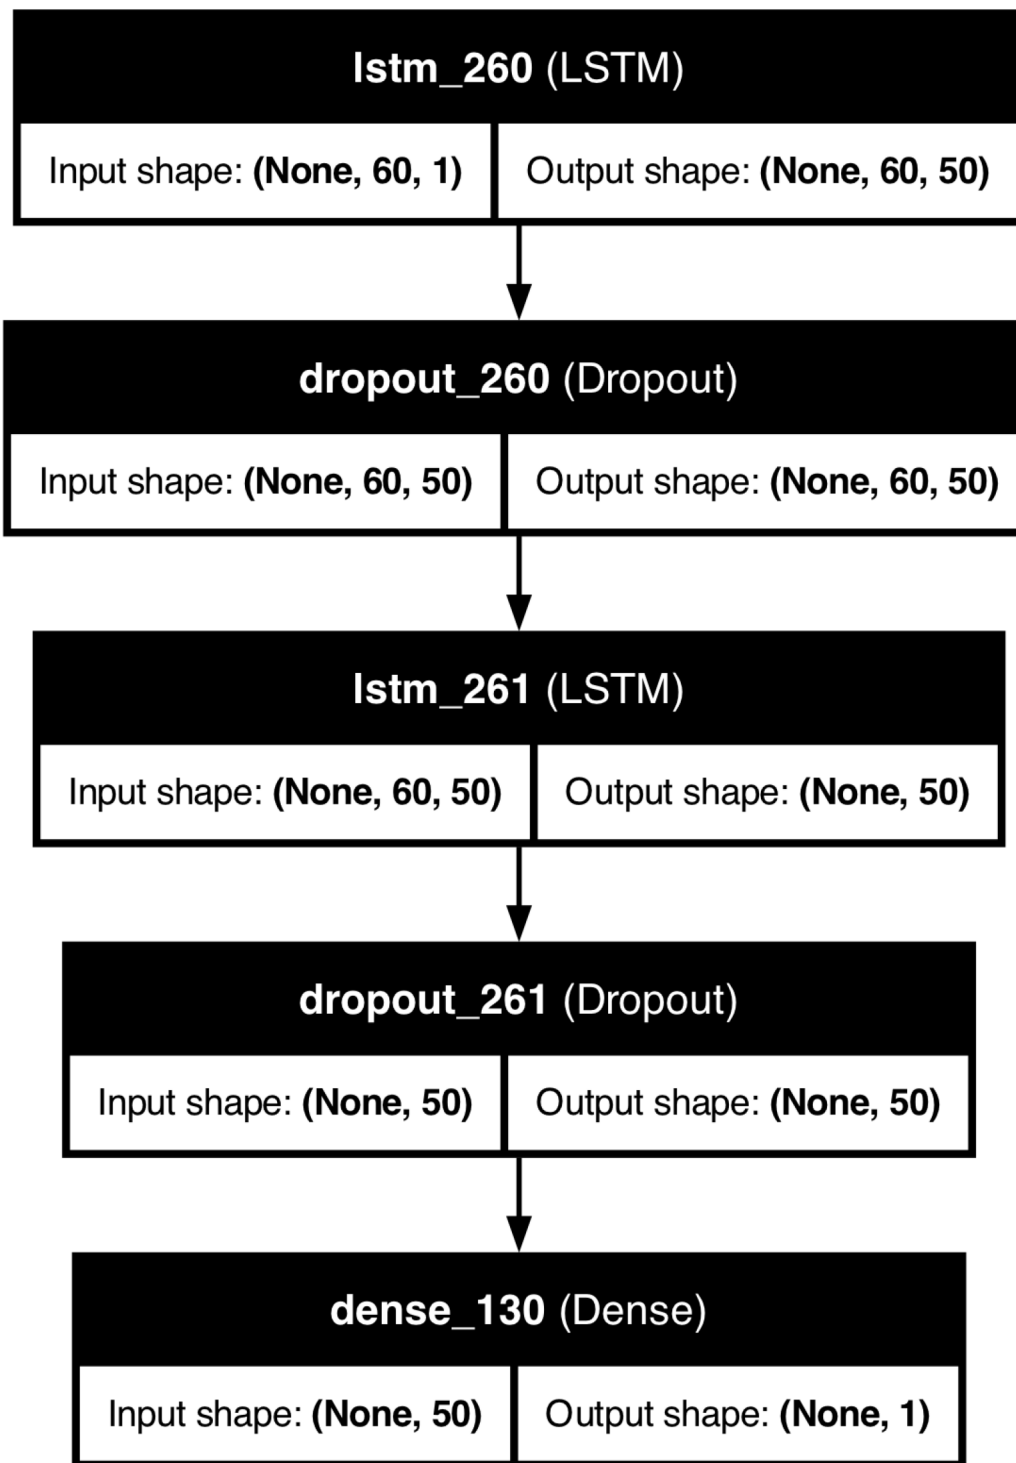 lstm_260 (LSTM)
Input shape: (None, 60, 1) Output shape: (None, 60, 50)
dropout_260 (Dropout)
Input shape: (None, 60, 50) Output shape: (None, 60, 50)
lstm_261 (LSTM)
Input shape: (None, 60, 50) Output shape: (None, 50)
dropout_261 (Dropout)
Input shape: (None, 50) Output shape: (None, 50)
dense_130 (Dense)
Input shape: (None, 50) Output shape: (None, 1)